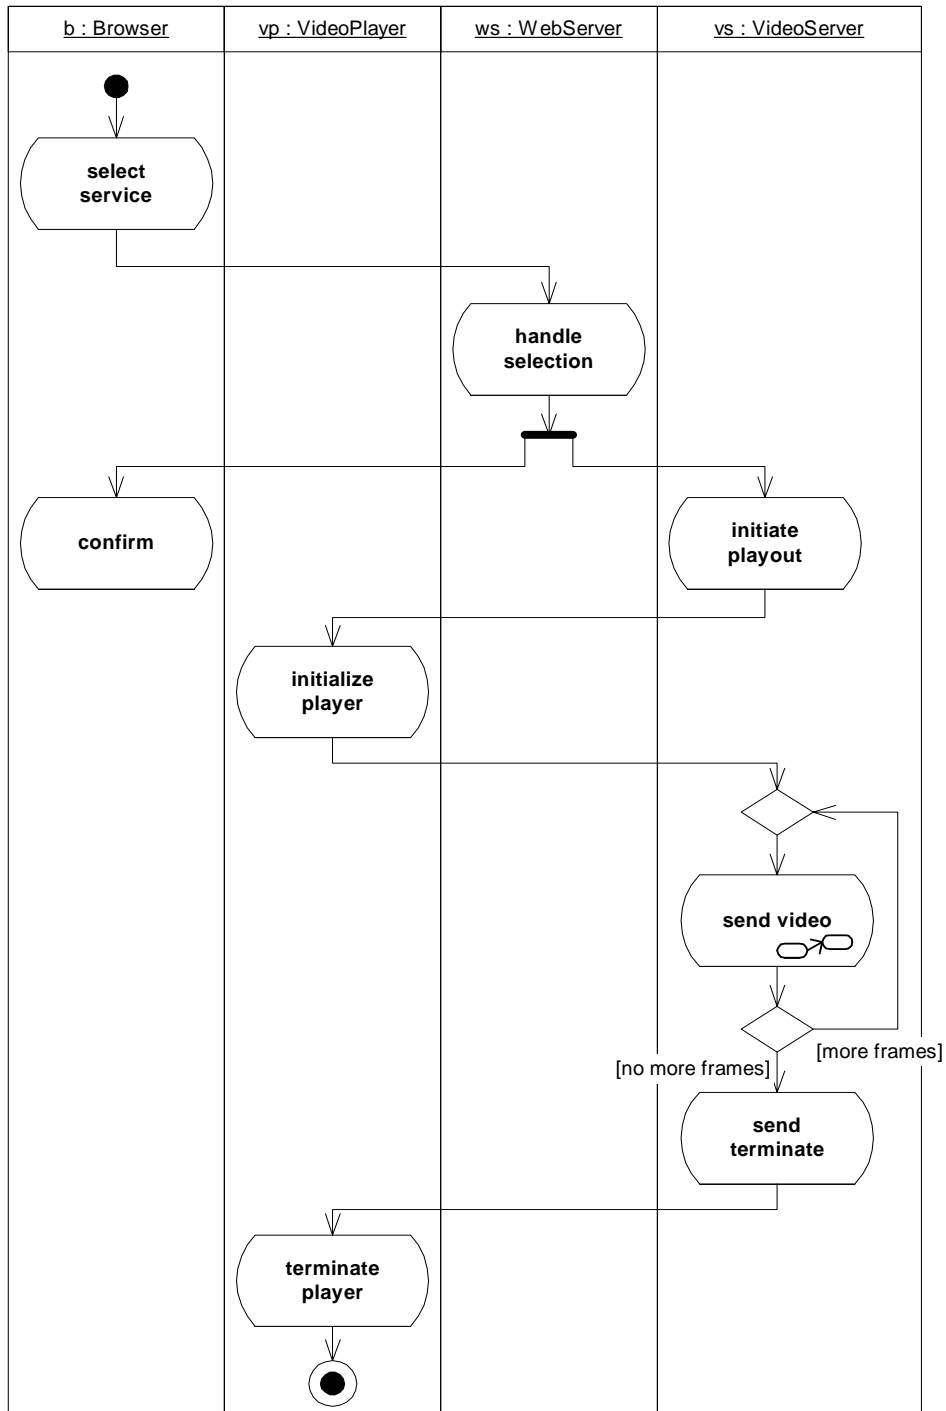 b : Browser
vp : VideoPlayer
ws : WebServer
vs : VideoServer
select
service
handle
selection
confirm
initiate
playout
initialize
player
send video
[more frames]
[no more frames]
send
terminate
terminate
player